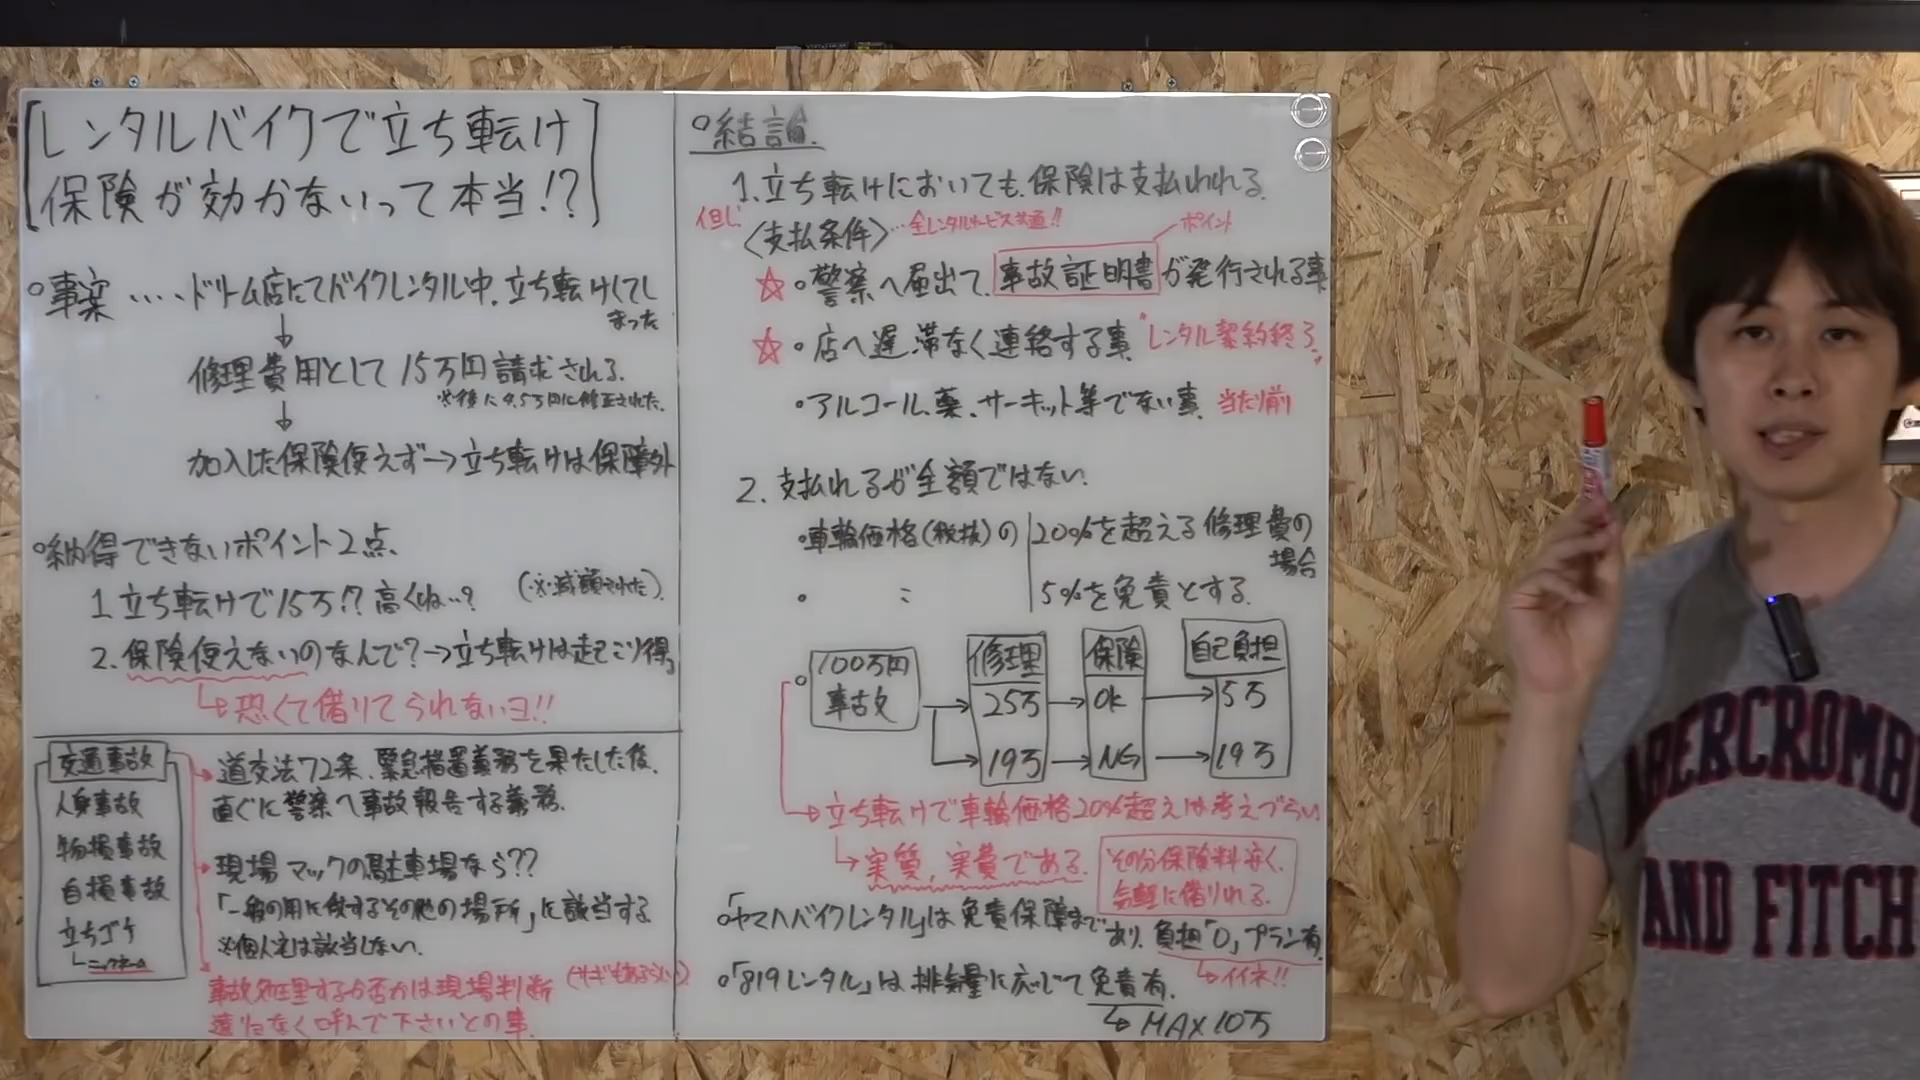 レンタルバイクで立ち転け
保険が効かないって本当!?
○事案 ‥‥ドリーム店にてバイクレンタル中、立ち転けしてし
まった
↓
修理費用として15万円請求される.
※後に9.5万円に修正された.
↓
加入した保険使えず→立ち転けは保障外
○納得できないポイント2点.
1.立ち転けで15万!?高くね‥? (※減額された).
2.保険使えないのなんで?→立ち転けは起こり得る
↳恐くて借りてられないヨ!!
交通事故
人身事故
物損事故
自損事故
立ちゴケ
└ニックネーム
道交法72条、緊急措置義務を果たした後、
直ぐに警察へ事故報告する義務.
現場マックの駐車場なら??
「一般の用に供するその他の場所」に該当する
※個人宅は該当しない.
事故処理するか否かは現場判断
遠慮なく呼んで下さいとの事.
○結論.
1.立ち転けにおいても、保険は支払われる.
但し
〈支払条件〉…全レンタルサービス共通!!
ポイント
☆○警察へ届出て、事故証明書が発行される事
☆○店へ遅滞なく連絡する事 "レンタル契約終了"
・アルコール、薬、サーキット等でない事. 当たり前
2.支払れるが全額ではない.
・車輪価格(税抜)の 20%を超える修理費の
場合
・ 〃 5%を免責とする.
○100万円
事故
修理 保険 自己負担
25万→OK→5万
19万→NG→19万
立ち転けで車輪価格20%超えは考えづらい
↳実質、実費である.
その分保険料安く、
気軽に借りれる.
○「ヤマハバイクレンタル」は免責保障まで
あり、負担「0」プラン有.
↳イイネ!!
○「819レンタル」は排気量に応じて免責有.
↳MAX10万
ABERCROMB
AND FITCH